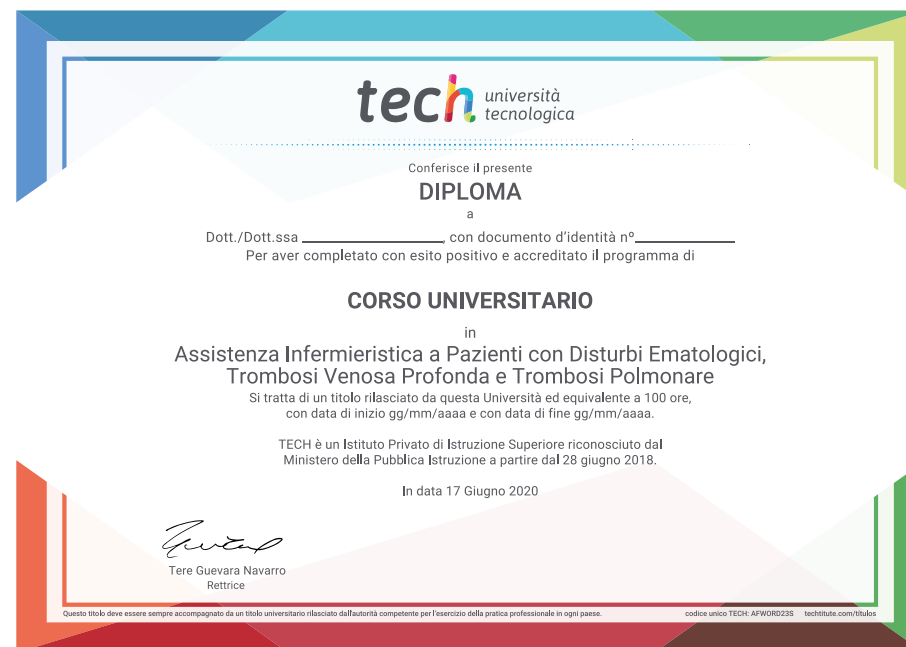 tech università
tecnologica
Conferisce il presente
DIPLOMA
a
Dott./Dott.ssa ________________, con documento d'identità nº____________
Per aver completato con esito positivo e accreditato il programma di
CORSO UNIVERSITARIO
in
Assistenza Infermieristica a Pazienti con Disturbi Ematologici,
Trombosi Venosa Profonda e Trombosi Polmonare
Si tratta di un titolo rilasciato da questa Università ed equivalente a 100 ore,
con data di inizio gg/mm/aaaa e con data di fine gg/mm/aaaa.
TECH è un Istituto Privato di Istruzione Superiore riconosciuto dal
Ministero della Pubblica Istruzione a partire dal 28 giugno 2018.
In data 17 Giugno 2020
Tere Guevara Navarro
Rettrice
Questo titolo deve essere sempre accompagnato da un titolo universitario rilasciato dall'autorità competente per l'esercizio della pratica professionale in ogni paese. codice unico TECH: AFWORD23S techtitute.com/titulos